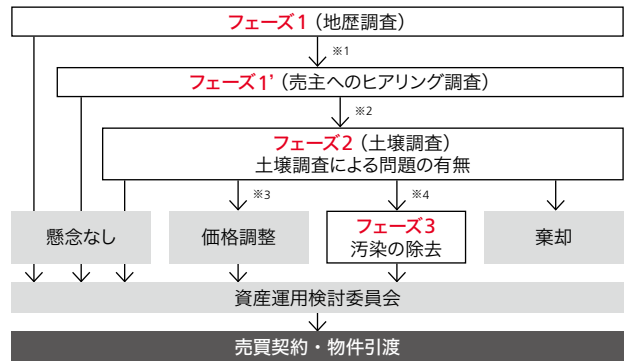 フェーズ1（地歴調査）
※1
フェーズ1’（売主へのヒアリング調査）
※2
フェーズ2（土壌調査）
土壌調査による問題の有無
※3
※4
懸念なし
価格調整
フェーズ3
汚染の除去
棄却
資産運用検討委員会
売買契約・物件引渡